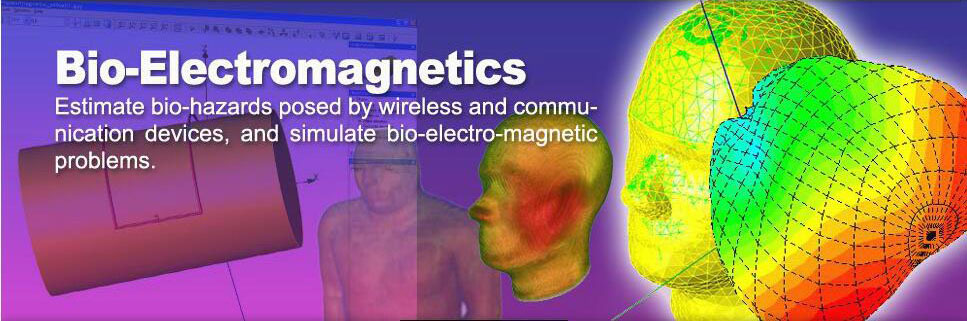 Bio-Electromagnetics
Estimate bio-hazards posed by wireless and commu-
nication devices, and simulate bio-electro-magnetic
problems.